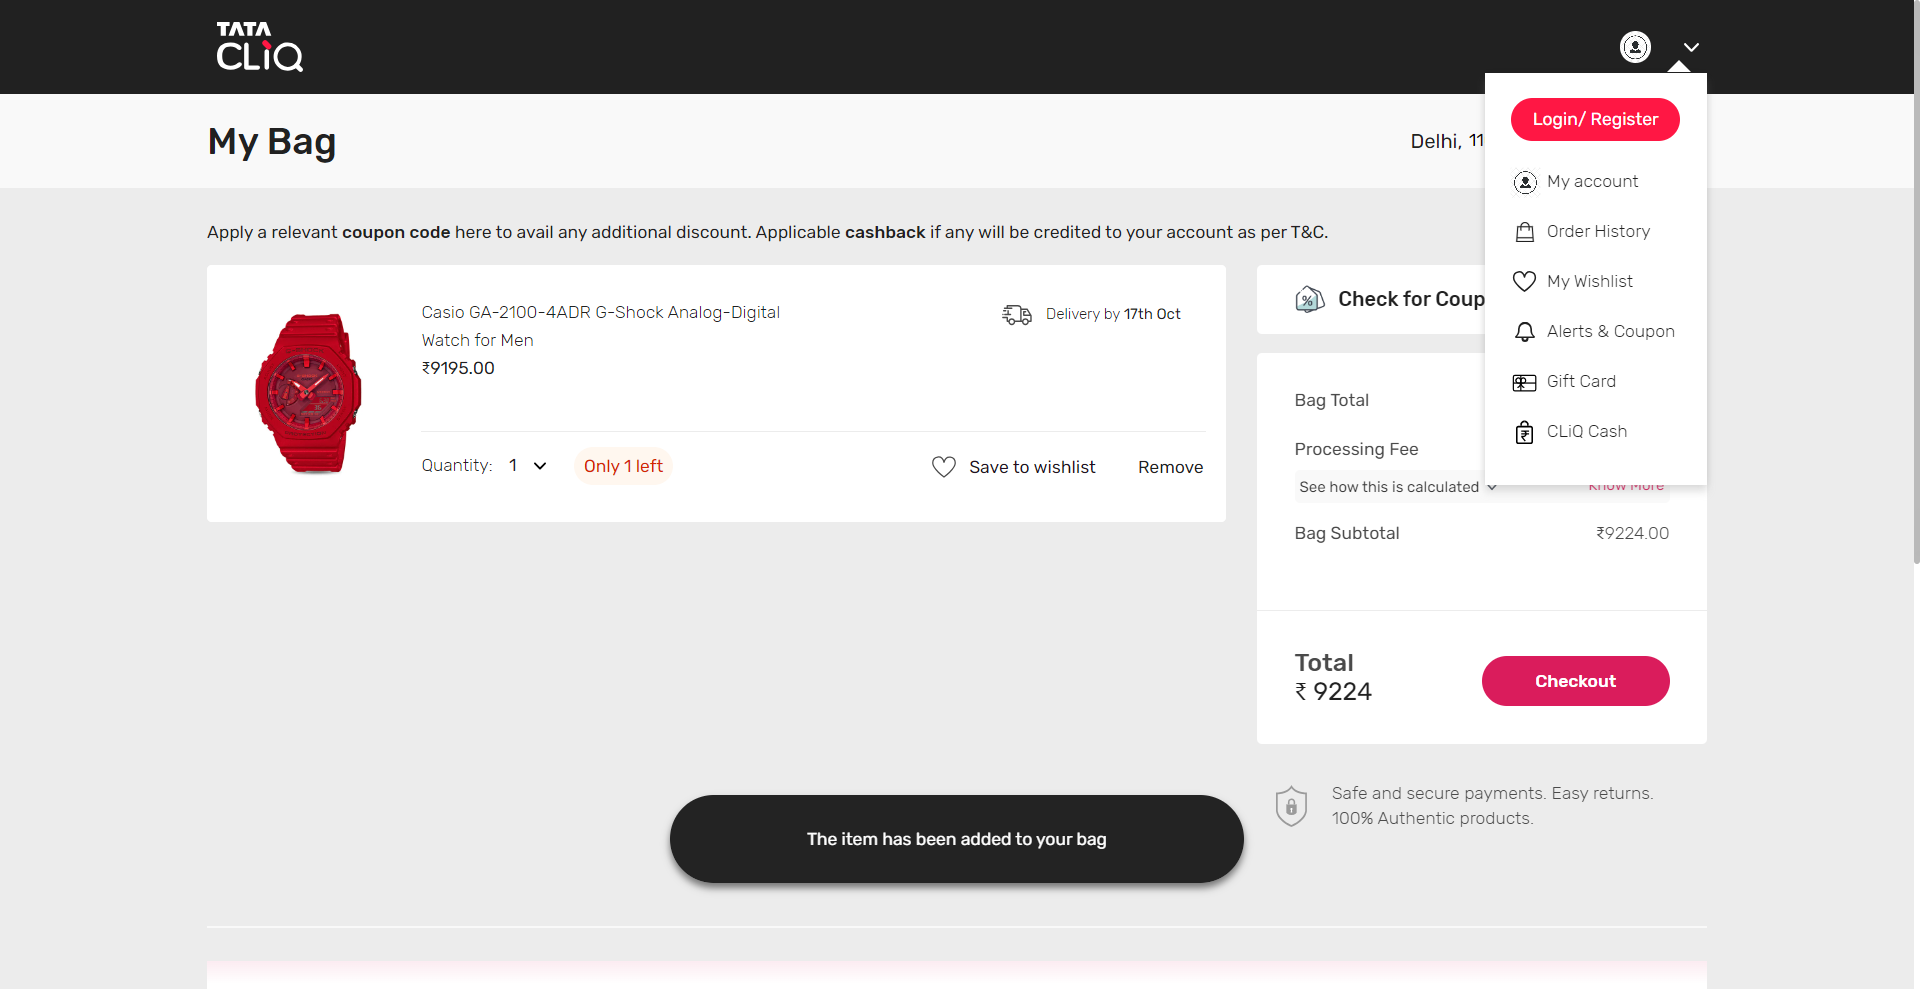 TATA
CLiQ
Login/ Register
My account
Order History
My Wishlist
Alerts & Coupon
Gift Card
CLiQ Cash
My Bag
Delhi, 11
Apply a relevant coupon code here to avail any additional discount. Applicable cashback if any will be credited to your account as per T&C.
Casio GA-2100-4ADR G-Shock Analog-Digital
Watch for Men
₹9195.00
Delivery by 17th Oct
Quantity: 1
Only 1 left
Save to wishlist
Remove
Check for Coup
Bag Total
Processing Fee
See how this is calculated
Know More
Bag Subtotal
₹9224.00
Total
₹ 9224
Checkout
Safe and secure payments. Easy returns.
100% Authentic products.
The item has been added to your bag